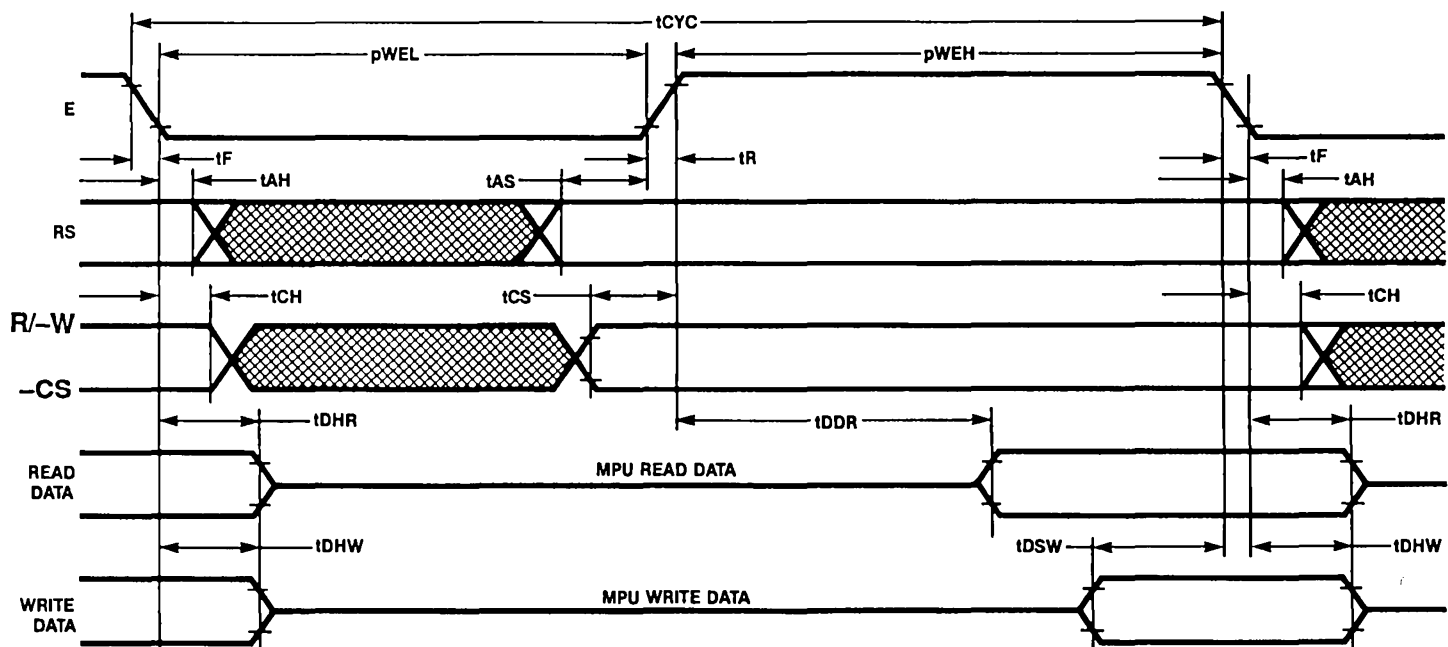 tCYC
pWEL pWEH
E
tF tR tF
tAH tAS tAH
RS
tCH tCS tCH
R/-W
-CS
tDHR tDDR tDHR
READ DATA
MPU READ DATA
tDHW tDSW tDHW
WRITE DATA
MPU WRITE DATA